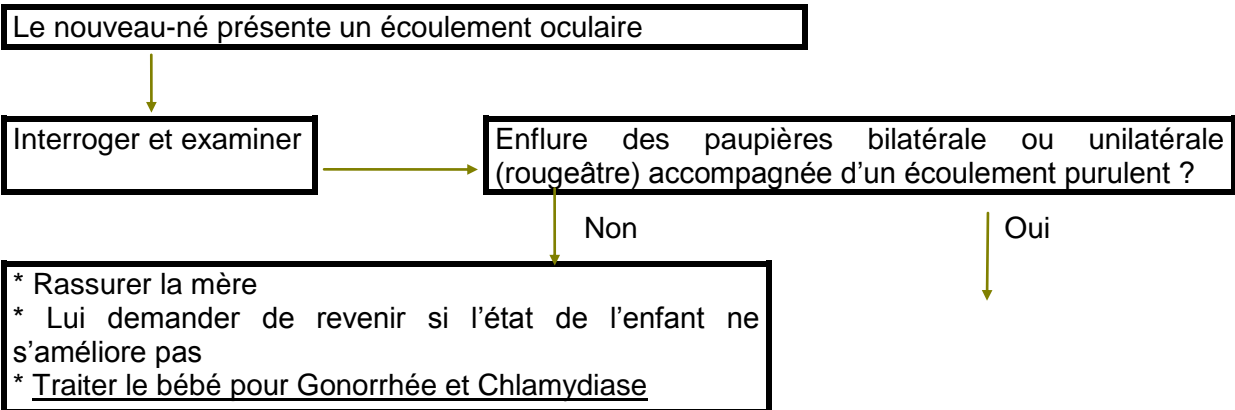 Le nouveau-né présente un écoulement oculaire
Interroger et examiner
Enflure des paupières bilatérale ou unilatérale
(rougeâtre) accompagnée d'un écoulement purulent ?
Non
Oui
* Rassurer la mère
* Lui demander de revenir si l'état de l'enfant ne
s'améliore pas
* Traiter le bébé pour Gonorrhée et Chlamydiase